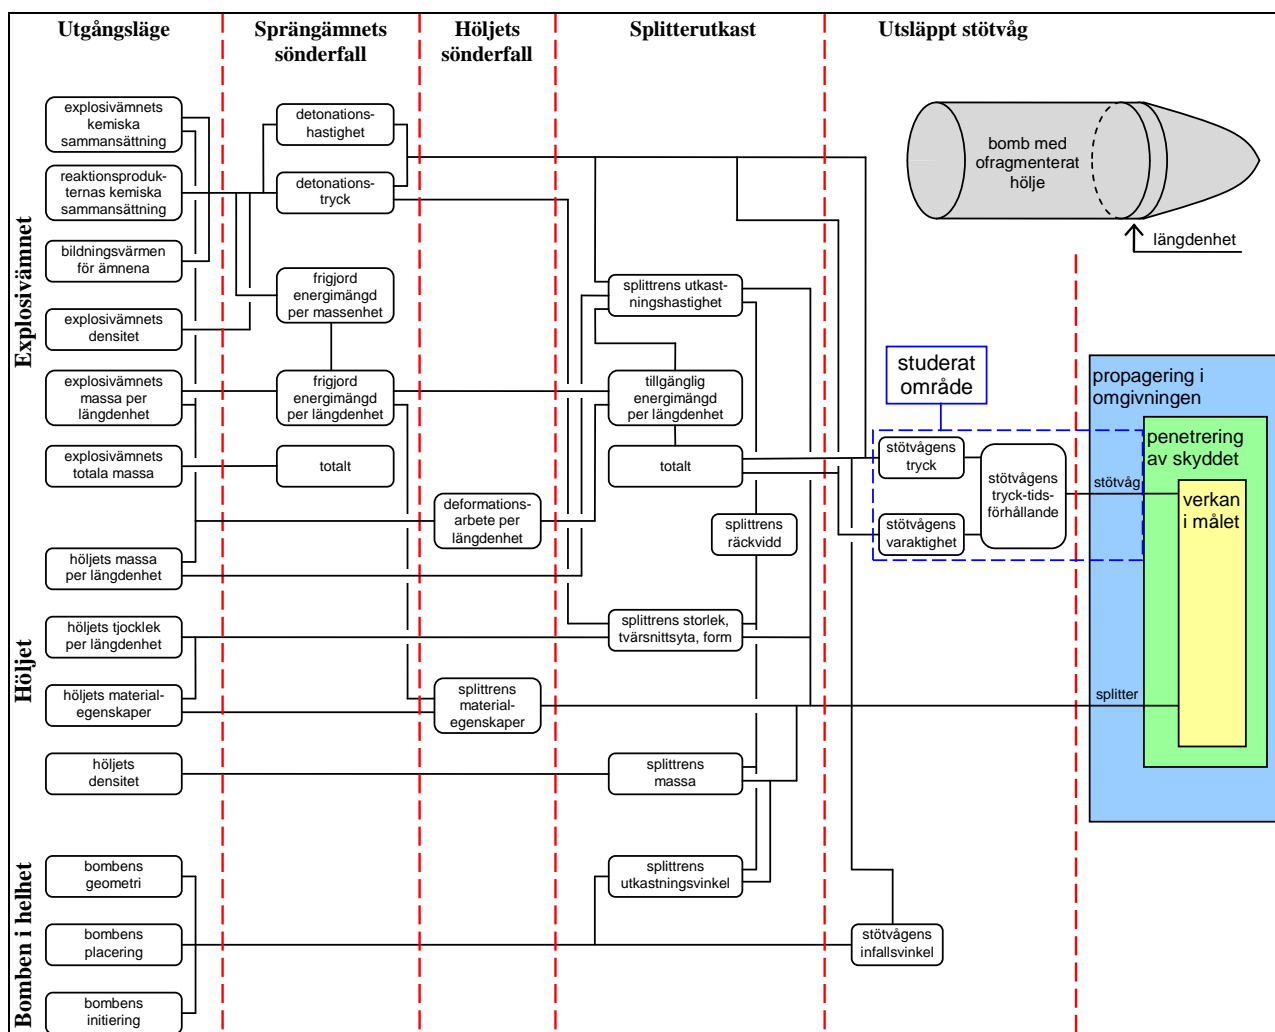 Utgångsläge
Sprängämnets
sönderfall
Höljets
sönderfall
Splitterutkast
Utsläppt stötvåg
Explosivämnet
explosivämnets
kemiska
sammansättning
reaktionsproduk-
ternas kemiska
sammansättning
bildningsvärmen
för ämnena
explosivämnets
densitet
explosivämnets
massa per
längdenhet
explosivämnets
totala massa
Höljet
höljets massa
per längdenhet
höljets tjocklek
per längdenhet
höljets material-
egenskaper
höljets
densitet
Bomben i helhet
bombens
geometri
bombens
placering
bombens
initiering
detonations-
hastighet
detonations-
tryck
frigjord
energimängd
per massenhet
frigjord
energimängd
per längdenhet
totalt
deformations-
arbete per
längdenhet
splittrens
material-
egenskaper
splittrens utkast-
ningshastighet
tillgänglig
energimängd
per längdenhet
totalt
splittrens
räckvidd
splittrens storlek,
tvärsnittsyta, form
splittrens
massa
splittrens
utkastningsvinkel
bomb med
ofragmenterat
hölje
längdenhet
studerat
område
stötvågens
tryck
stötvågens
varaktighet
stötvågens
tryck-tids-
förhållande
stötvågens
infallsvinkel
stötvåg
splitter
propagering i
omgivningen
penetrering
av skyddet
verkan
i målet